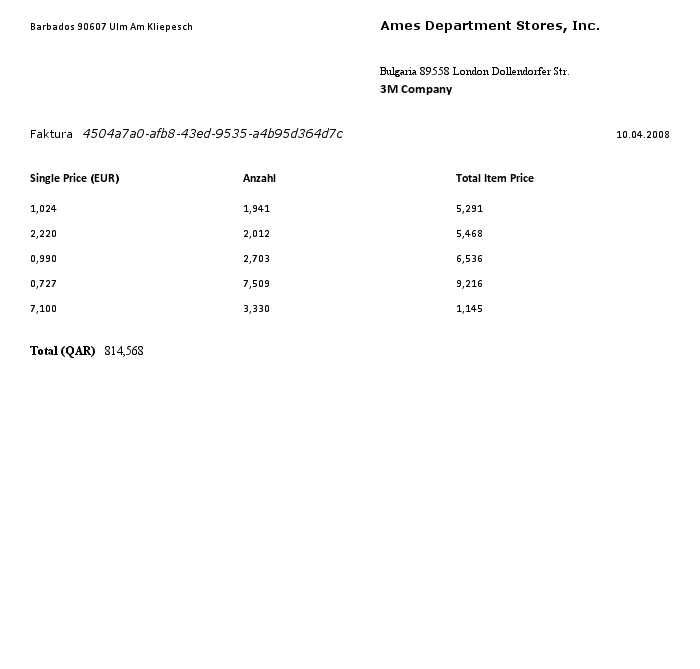 Barbados 90607 Ulm Am Kliepesch
Ames Department Stores, Inc.
Bulgaria 89558 London Dollendorfer Str.
3M Company
Faktura 4504a7a0-afb8-43ed-9535-a4b95d364d7c 10.04.2008
Single Price (EUR) Anzahl Total Item Price
1,024 1,941 5,291
2,220 2,012 5,468
0,990 2,703 6,536
0,727 7,509 9,216
7,100 3,330 1,145
Total (QAR) 814,568